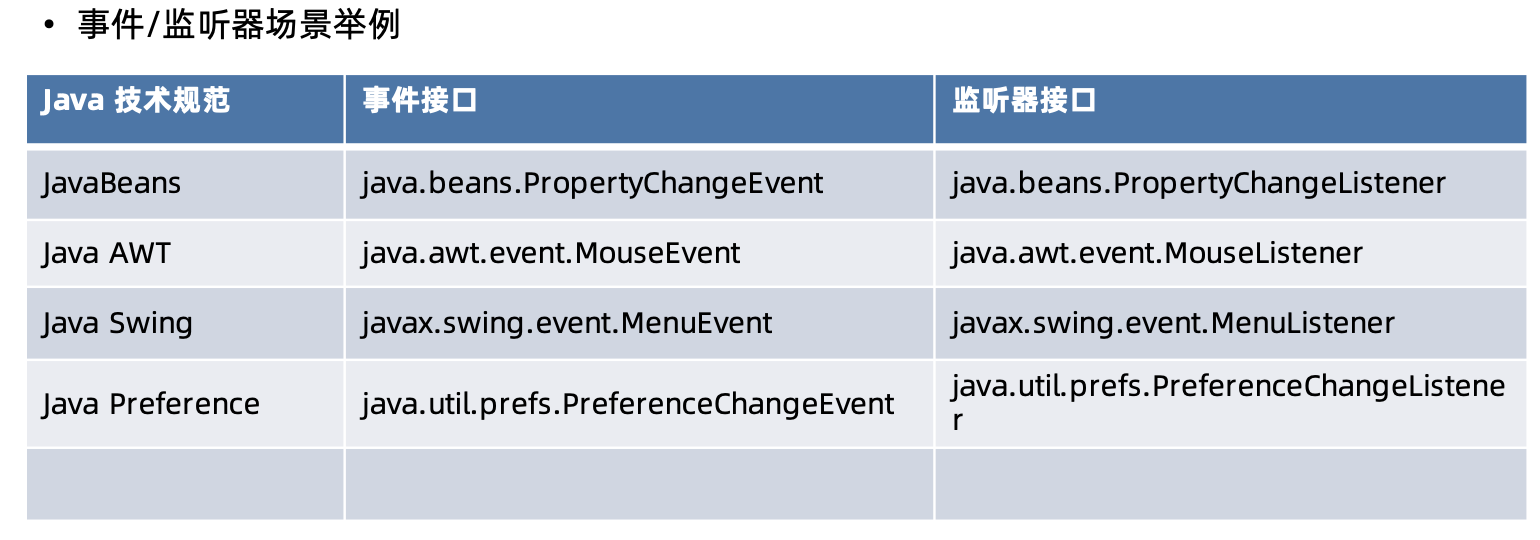 • 事件/监听器场景举例
Java 技术规范 事件接口 监听器接口
JavaBeans java.beans.PropertyChangeEvent java.beans.PropertyChangeListener
Java AWT java.awt.event.MouseEvent java.awt.event.MouseListener
Java Swing javax.swing.event.MenuEvent javax.swing.event.MenuListener
Java Preference java.util.prefs.PreferenceChangeEvent java.util.prefs.PreferenceChangeListene
r